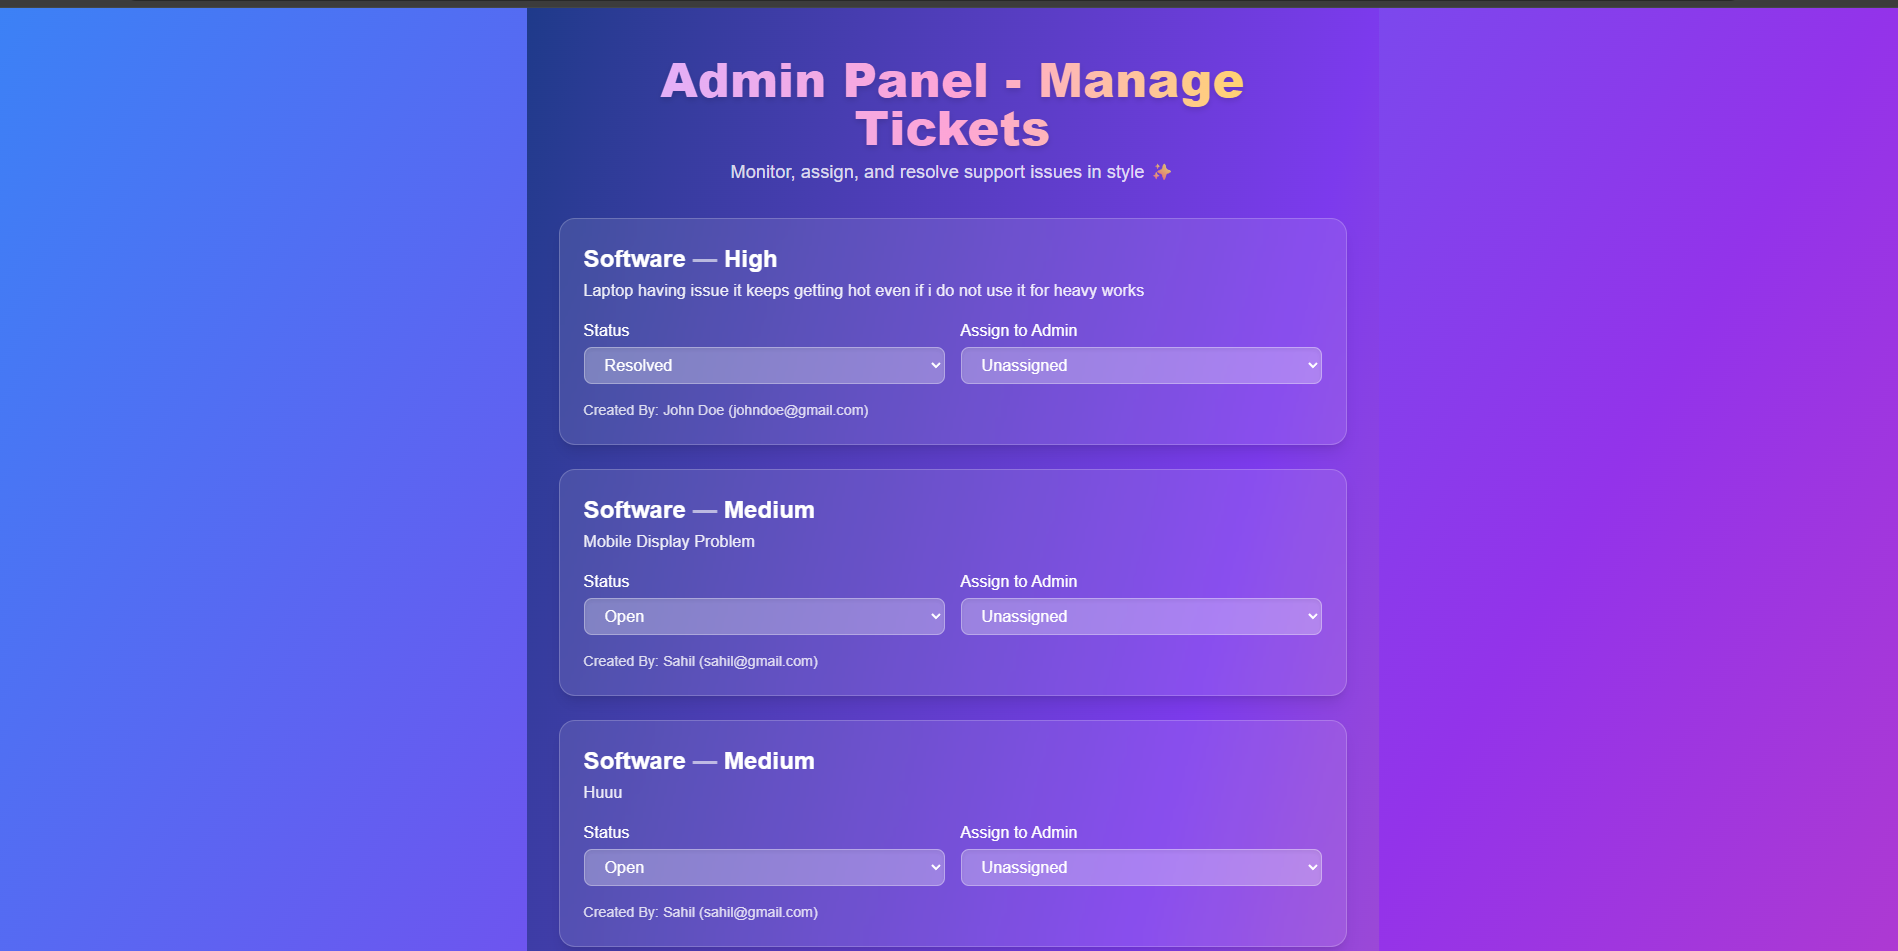 Admin Panel - Manage
Tickets
Monitor, assign, and resolve support issues in style ✨
Software — High
Laptop having issue it keeps getting hot even if i do not use it for heavy works
Status
Assign to Admin
Resolved
Unassigned
Created By: John Doe (johndoe@gmail.com)
Software — Medium
Mobile Display Problem
Status
Assign to Admin
Open
Unassigned
Created By: Sahil (sahil@gmail.com)
Software — Medium
Huuu
Status
Assign to Admin
Open
Unassigned
Created By: Sahil (sahil@gmail.com)